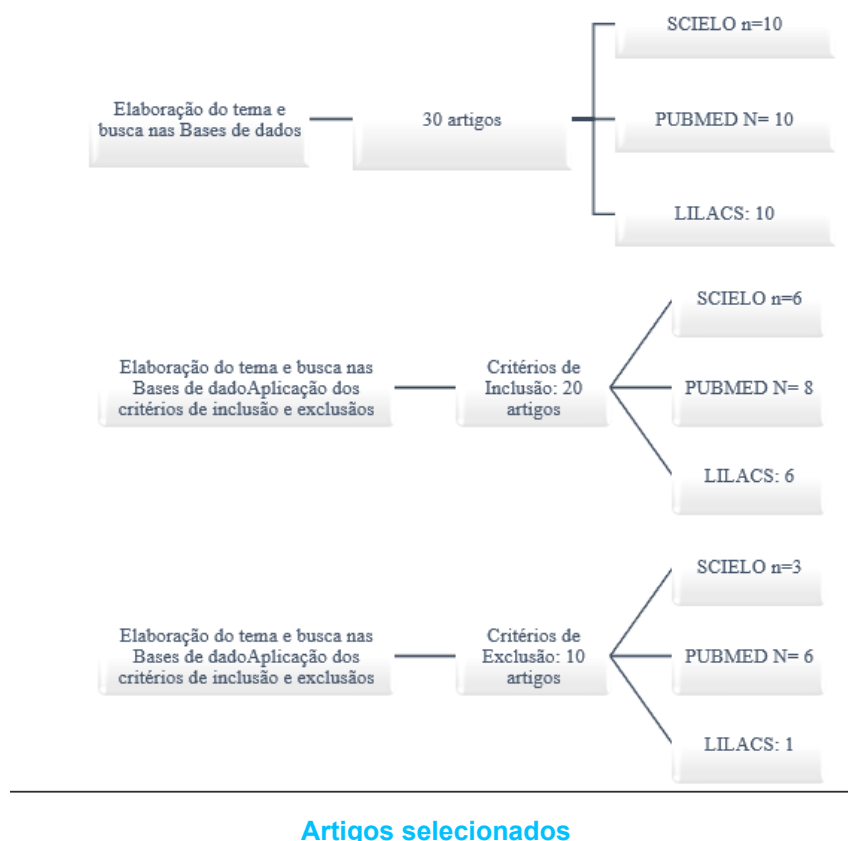 SCIELO n=10
Elaboração do tema e
busca nas Bases de dados
30 artigos
PUBMED N= 10
LILACS: 10
SCIELO n=6
Elaboração do tema e busca nas
Bases de dadoAplicação dos
critérios de inclusão e exclusãos
Critérios de
Inclusão: 20
artigos
PUBMED N= 8
LILACS: 6
SCIELO n=3
Elaboração do tema e busca nas
Bases de dadoAplicação dos
critérios de inclusão e exclusãos
Critérios de
Exclusão: 10
artigos
PUBMED N= 6
LILACS: 1
Artigos selecionados